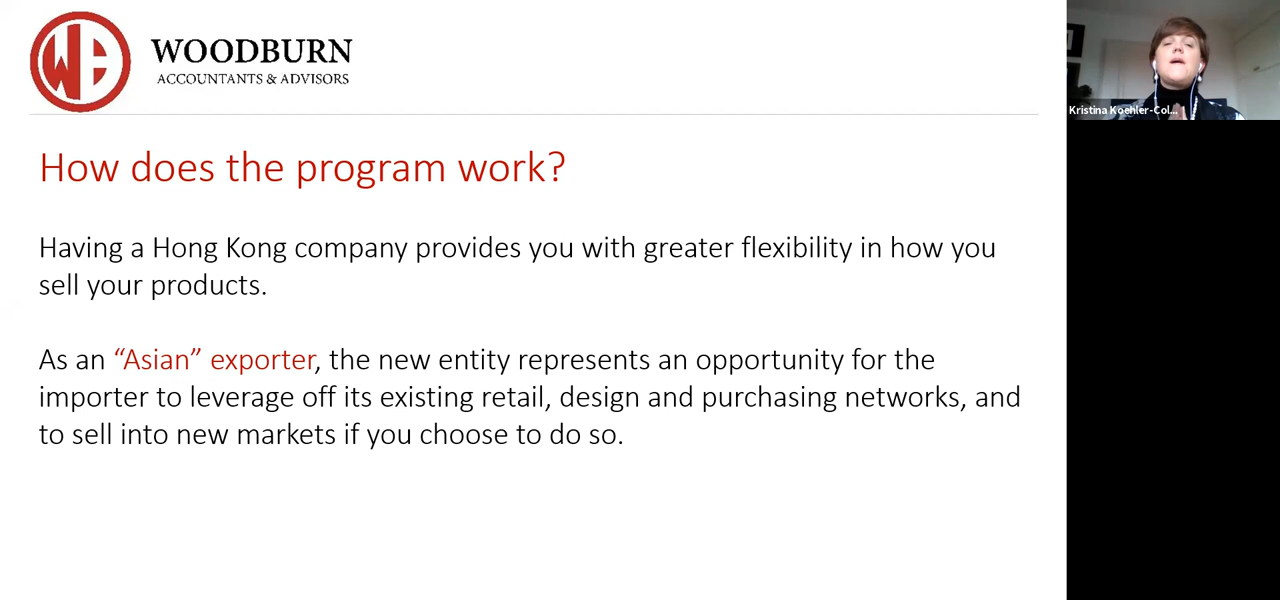 WOODBURN
ACCOUNTANTS & ADVISORS
Kristina Koehler-Col...
How does the program work?
Having a Hong Kong company provides you with greater flexibility in how you
sell your products.
As an “Asian” exporter, the new entity represents an opportunity for the
importer to leverage off its existing retail, design and purchasing networks, and
to sell into new markets if you choose to do so.